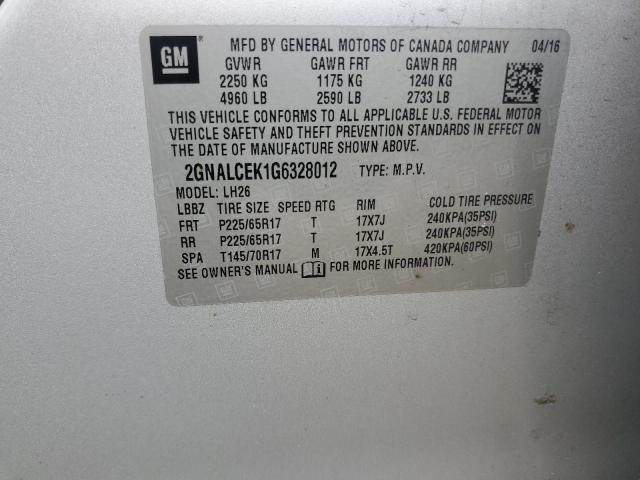 GM MFD BY GENERAL MOTORS OF CANADA COMPANY 04/16
GVWR GAWR FRT GAWR RR
2250 KG 1175 KG 1240 KG
4960 LB 2590 LB 2733 LB
THIS VEHICLE CONFORMS TO ALL APPLICABLE U.S. FEDERAL MOTOR
VEHICLE SAFETY AND THEFT PREVENTION STANDARDS IN EFFECT ON
THE DATE OF MANUFACTURE SHOWN ABOVE.
2GNALCEK1G6328012 TYPE: M.P.V.
MODEL: LH26
LBBZ TIRE SIZE SPEED RTG RIM COLD TIRE PRESSURE
FRT P225/65R17 T 17X7J 240KPA(35PSI)
RR P225/65R17 T 17X7J 240KPA(35PSI)
SPA T145/70R17 M 17X4.5T 420KPA(60PSI)
SEE OWNER'S MANUAL FOR MORE INFORMATION.